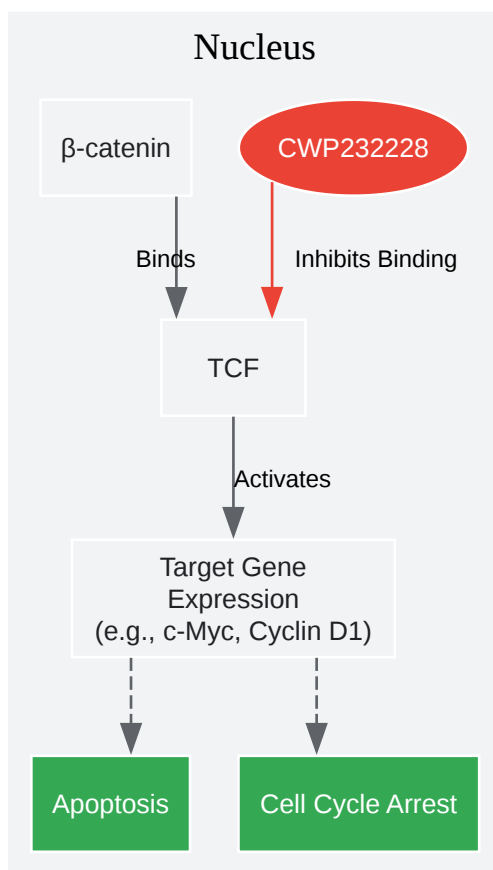 Nucleus
β-catenin
CWP232228
Binds
Inhibits Binding
TCF
Activates
Target Gene
Expression
(e.g., c-Myc, Cyclin D1)
Apoptosis
Cell Cycle Arrest